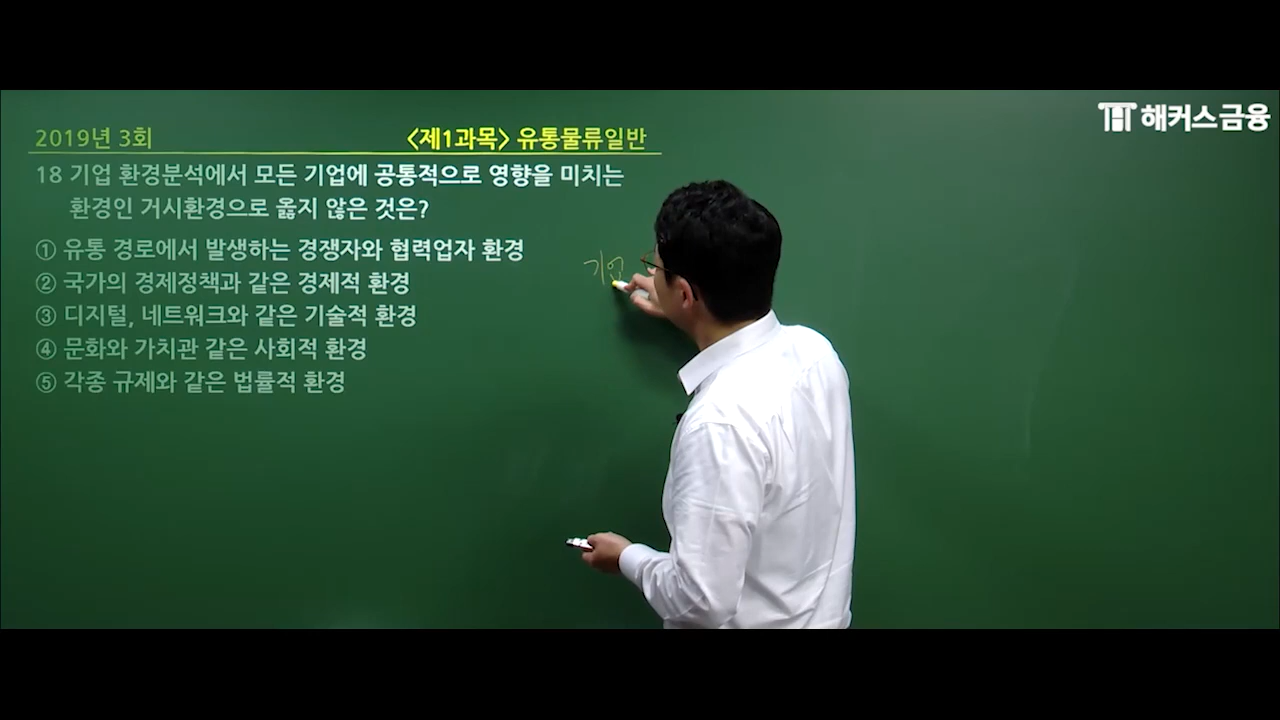 해커스금융
2019년 3회 <제1과목> 유통물류일반
18 기업 환경분석에서 모든 기업에 공통적으로 영향을 미치는
환경인 거시환경으로 옳지 않은 것은?
① 유통 경로에서 발생하는 경쟁자와 협력업자 환경
② 국가의 경제정책과 같은 경제적 환경
③ 디지털, 네트워크와 같은 기술적 환경
④ 문화와 가치관 같은 사회적 환경
⑤ 각종 규제와 같은 법률적 환경
기업